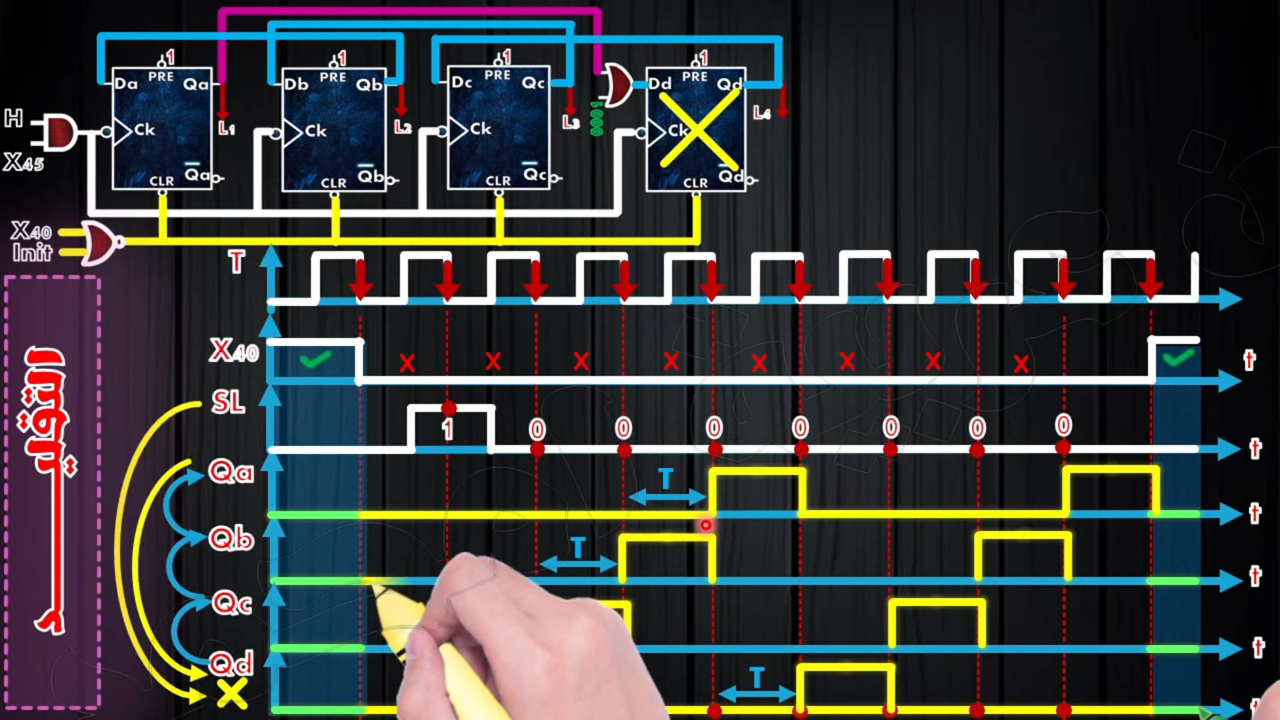 1 1 1 1
PRE PRE PRE PRE
Da Qa Db Qb Dc Qc Dd Qd
L1 L2 L3 L4
1000
H
X45
Ck Ck Ck Ck
Qa Qb Qc Qd
CLR CLR CLR CLR
X40
Init
T
X40 t
SL 1 0 0 0 0 0 0 0 t
Qa T t
Qb T t
Qc t
Qd T t